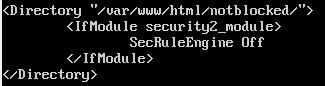 <Directory "/var/www/html/notblocked/">
        <IfModule security2_module>
                SecRuleEngine Off
        </IfModule>
</Directory>